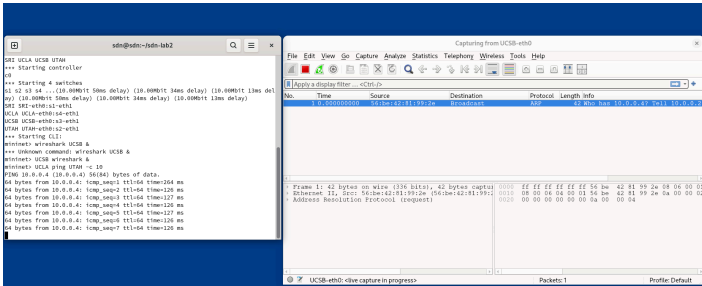 sdn@sdn:~/sdn-lab2
SRI UCLA UCSB UTAH
*** Starting controller
c0
*** Starting 4 switches
s1 s2 s3 s4 ...(10.00Mbit 50ms delay) (10.00Mbit 34ms delay) (10.00Mbit 13ms del
ay) (10.00Mbit 50ms delay) (10.00Mbit 34ms delay) (10.00Mbit 13ms delay)
SRI SRI-eth0:s1-eth1
UCLA UCLA-eth0:s4-eth1
UCSB UCSB-eth0:s3-eth1
UTAH UTAH-eth0:s2-eth1
*** Starting CLI:
mininet> wireshark UCSB &
*** Unknown command: wireshark UCSB &
mininet> UCSB wireshark &
mininet> UCLA ping UTAH -c 10
PING 10.0.0.4 (10.0.0.4) 56(84) bytes of data.
64 bytes from 10.0.0.4: icmp_seq=1 ttl=64 time=264 ms
64 bytes from 10.0.0.4: icmp_seq=2 ttl=64 time=126 ms
64 bytes from 10.0.0.4: icmp_seq=3 ttl=64 time=127 ms
64 bytes from 10.0.0.4: icmp_seq=4 ttl=64 time=126 ms
64 bytes from 10.0.0.4: icmp_seq=5 ttl=64 time=127 ms
64 bytes from 10.0.0.4: icmp_seq=6 ttl=64 time=126 ms
64 bytes from 10.0.0.4: icmp_seq=7 ttl=64 time=126 ms
Capturing from UCSB-eth0
File Edit View Go Capture Analyze Statistics Telephony Wireless Tools Help
Apply a display filter ... <Ctrl-/>
No. Time Source Destination Protocol Length Info
1 0.000000000 56:be:42:81:99:2e Broadcast ARP 42 Who has 10.0.0.4? Tell 10.0.0.2
Frame 1: 42 bytes on wire (336 bits), 42 bytes captu
Ethernet II, Src: 56:be:42:81:99:2e (56:be:42:81:99:2
Address Resolution Protocol (request)
0000 ff ff ff ff ff ff 56 be 42 81 99 2e 08 06 00 01
0010 08 00 06 04 00 01 56 be 42 81 99 2e 0a 00 00 02
0020 00 00 00 00 00 00 0a 00 00 04
UCSB-eth0: <live capture in progress>
Packets: 1
Profile: Default